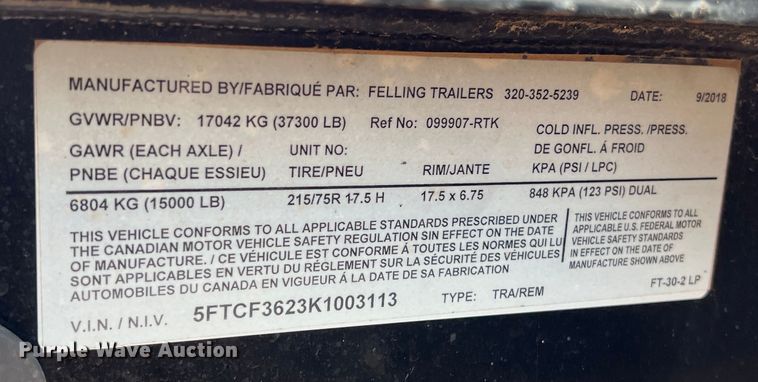 MANUFACTURED BY/FABRIQUÉ PAR: FELLING TRAILERS 320-352-5239 DATE: 9/2018
GVWR/PNBV: 17042 KG (37300 LB) Ref No: 099907-RTK COLD INFL. PRESS. /PRESS.
GAWR (EACH AXLE) / UNIT NO: DE GONFL. Á FROID
PNBE (CHAQUE ESSIEU) TIRE/PNEU RIM/JANTE KPA (PSI / LPC)
6804 KG (15000 LB) 215/75R 17.5 H 17.5 x 6.75 848 KPA (123 PSI) DUAL
THIS VEHICLE CONFORMS TO ALL APPLICABLE STANDARDS PRESCRIBED UNDER
THE CANADIAN MOTOR VEHICLE SAFETY REGULATION SIN EFFECT ON THE DATE
OF MANUFACTURE. / CE VÉHICULE EST CONFORME Á TOUTES LES NORMES QUI LU
SONT APPLICABLES EN VERTU DU RÉGLEMENT SUR LA SÉCURITÉ DES VÉHICULES
AUTOMOBILES DU CANADA EN VIGUEUR Á LA DATE DE SA FABRICATION
THIS VEHICLE CONFORMS TO ALL
APPLICABLE U.S. FEDERAL MOTOR
VEHICLE SAFETY STANDARDS
IN EFFECT ON THE DATE OF
MANUFACTURE SHOWN ABOVE
V.I.N. / N.I.V. 5FTCF3623K1003113 TYPE: TRA/REM FT-30-2 LP
Purple Wave Auction